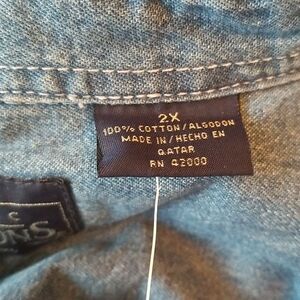 2X
100% COTTON/ALGODON
MADE IN/HECHO EN
QATAR
RN 42000
C